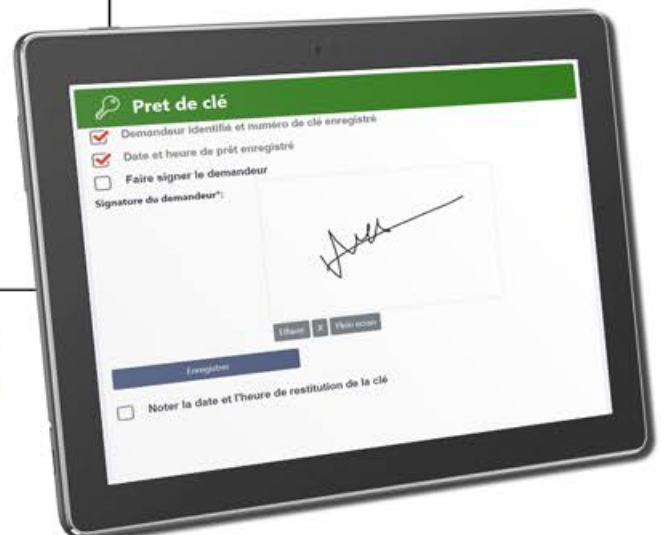 Pret de clé
Demandeur identifié et numéro de clé enregistré
Date et heure de prêt enregistré
Faire signer le demandeur
Signature du demandeur*:
Effacer X Plein ecran
Enregistrer
Noter la date et l'heure de restitution de la clé